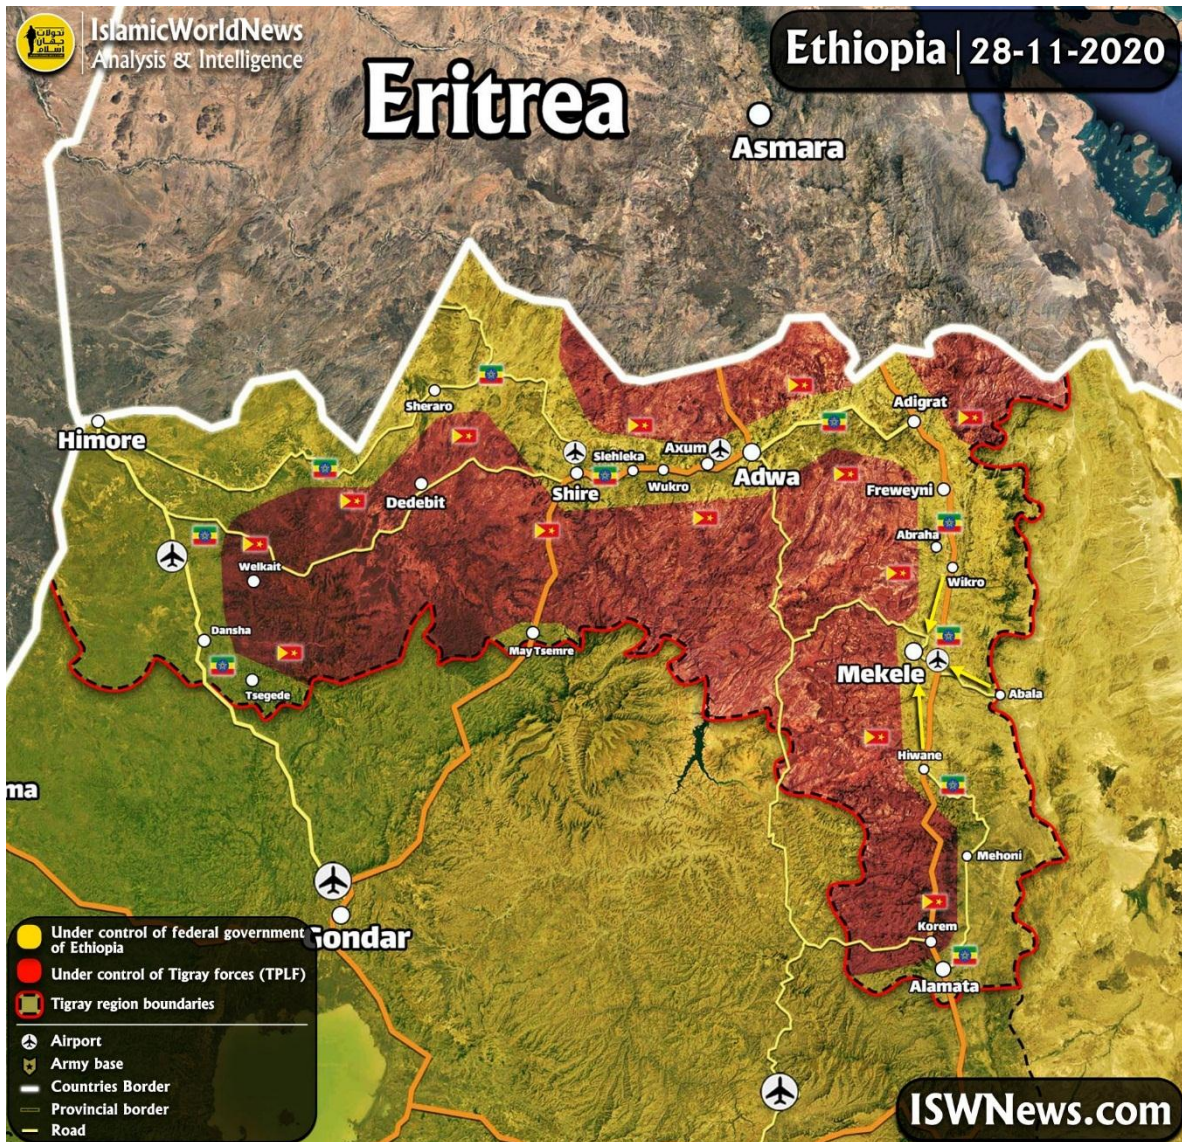 تحولات
جهان
اسلام
IslamicWorldNews
Analysis & Intelligence
Ethiopia | 28-11-2020
Eritrea
Asmara
Sheraro
Adigrat
Himore
Axum
Slehleka
Adwa
Dedebit
Shire
Wukro
Freweyni
Abraha
Welkait
Wikro
Dansha
May Tsemre
Mekele
Tsegede
Abala
Hiwane
ma
Mehoni
Korem
Gondar
Alamata
Under control of federal government
of Ethiopia
Under control of Tigray forces (TPLF)
Tigray region boundaries
Airport
Army base
Countries Border
Provincial border
Road
ISWNews.com